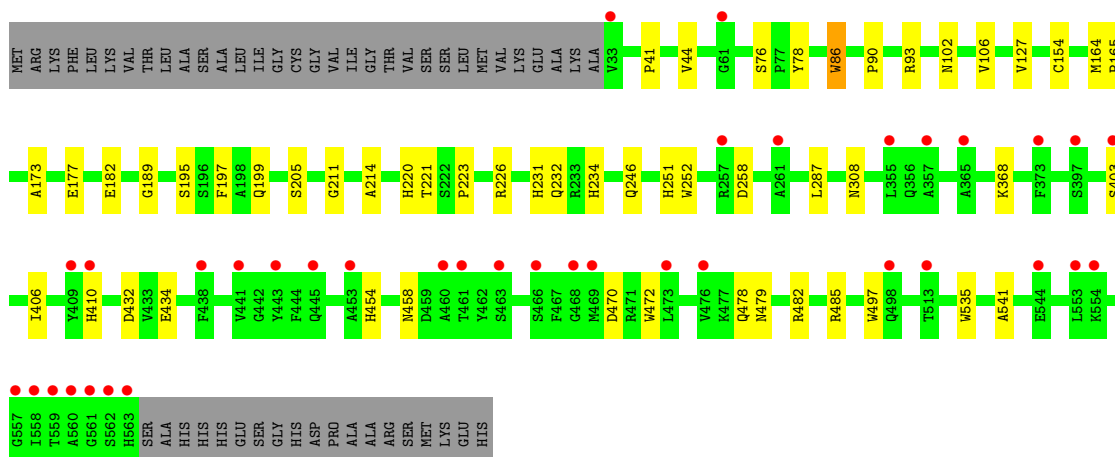 MET ARG LYS PHE LEU LYS VAL THR LEU ALA SER ALA LEU ILE GLY CYS GLY VAL ILE GLY THR VAL SER SER LEU MET VAL LYS GLU ALA LYS ALA V33 G61 P41 V44 S76 P77 Y78 W86 P90 R93 N102 V106 V127 C154 M164 P165
A173 E177 E182 G189 S195 S196 F197 A198 Q199 S205 G211 A214 H220 T221 S222 P223 R226 H231 Q232 R233 H234 Q246 H251 W252 R257 D258 A261 L287 N308 L355 Q356 A357 A365 K368 F373 S397 S403
I406 Y409 H410 D432 V433 E434 F438 V441 G442 Y443 F444 Q445 A453 H454 N458 D459 A460 T461 Y462 S463 S466 F467 G468 M469 D470 R471 W472 L473 V476 K477 Q478 N479 R482 R485 W497 Q498 T513 W535 A541 E544 L553 K554
G557 I558 T559 A560 G561 S562 H563 SER ALA HIS HIS HIS GLU SER GLY HIS ASP PRO ALA ALA ARG SER MET LYS GLU HIS